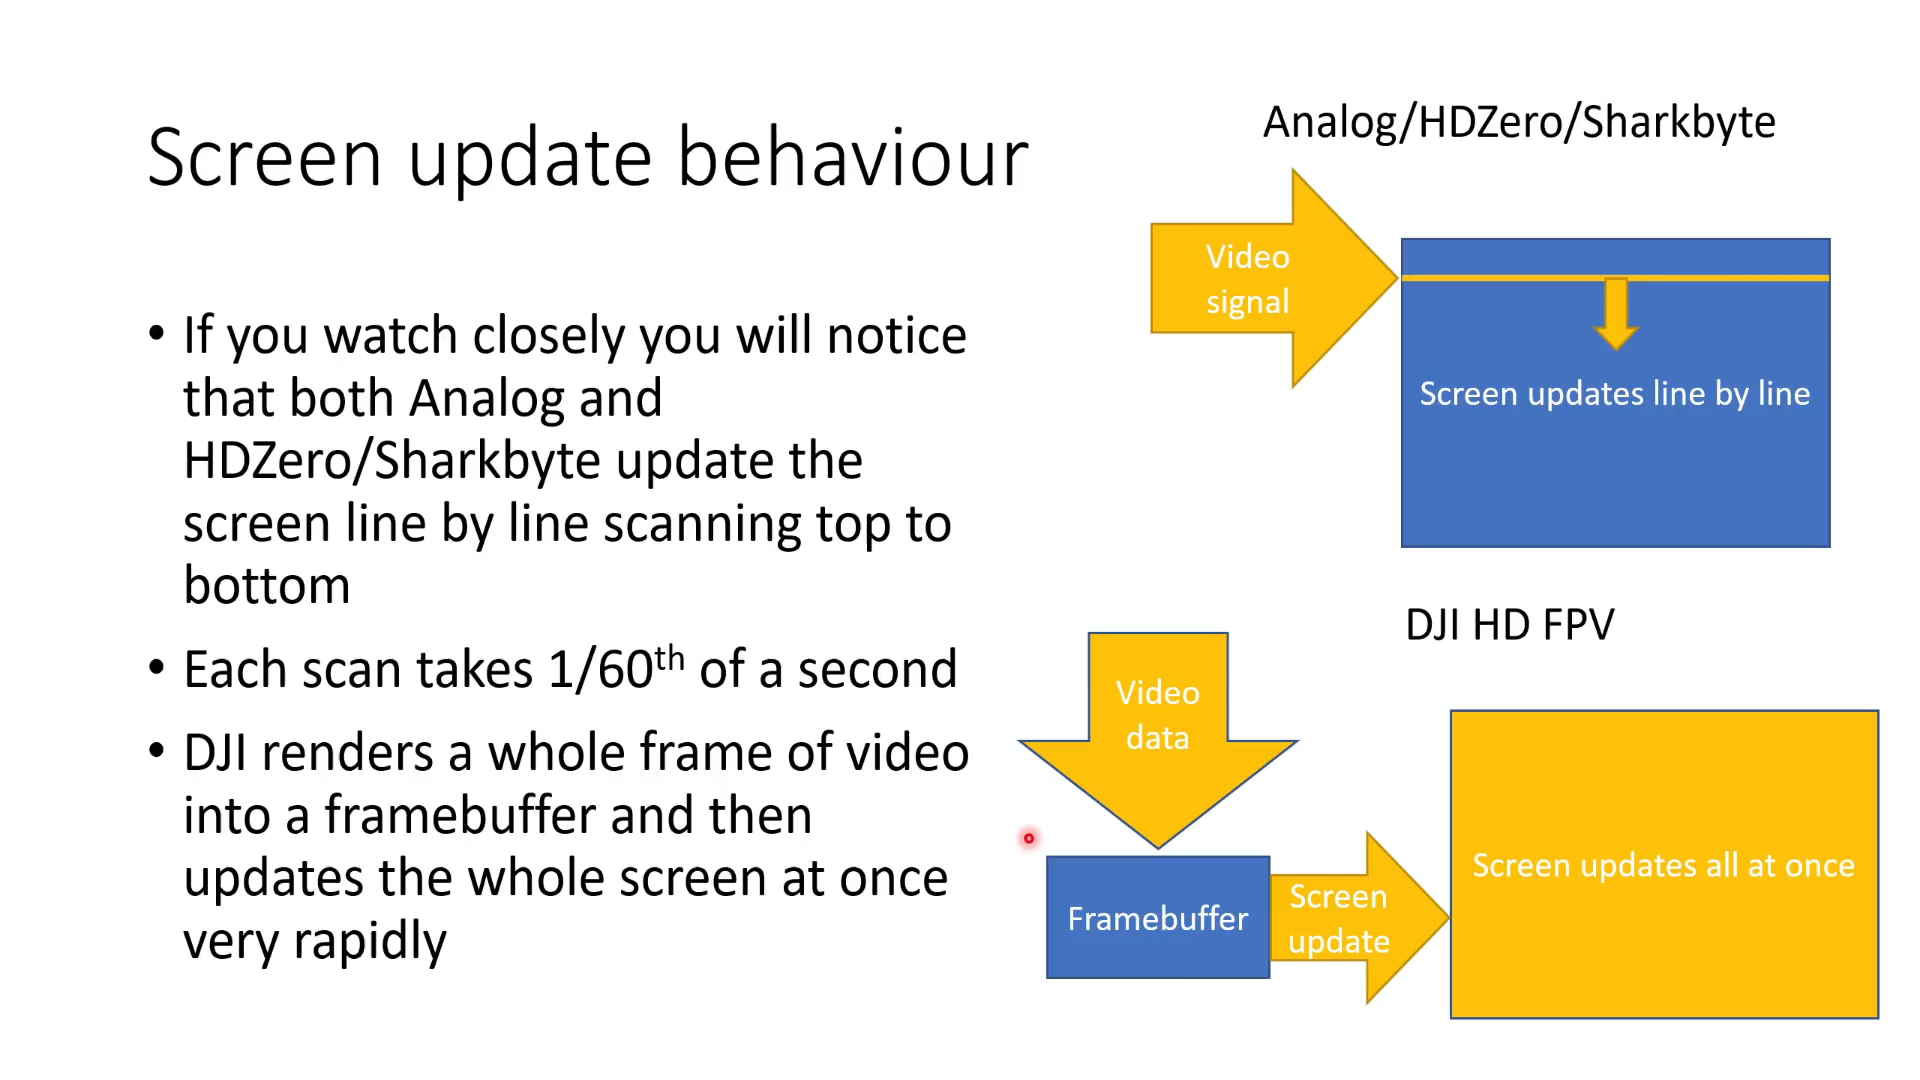 Screen update behaviour
• If you watch closely you will notice
that both Analog and
HDZero/Sharkbyte update the
screen line by line scanning top to
bottom
• Each scan takes 1/60th of a second
• DJI renders a whole frame of video
into a framebuffer and then
updates the whole screen at once
very rapidly
Analog/HDZero/Sharkbyte
Video
signal
Screen updates line by line
DJI HD FPV
Video
data
Framebuffer
Screen
update
Screen updates all at once